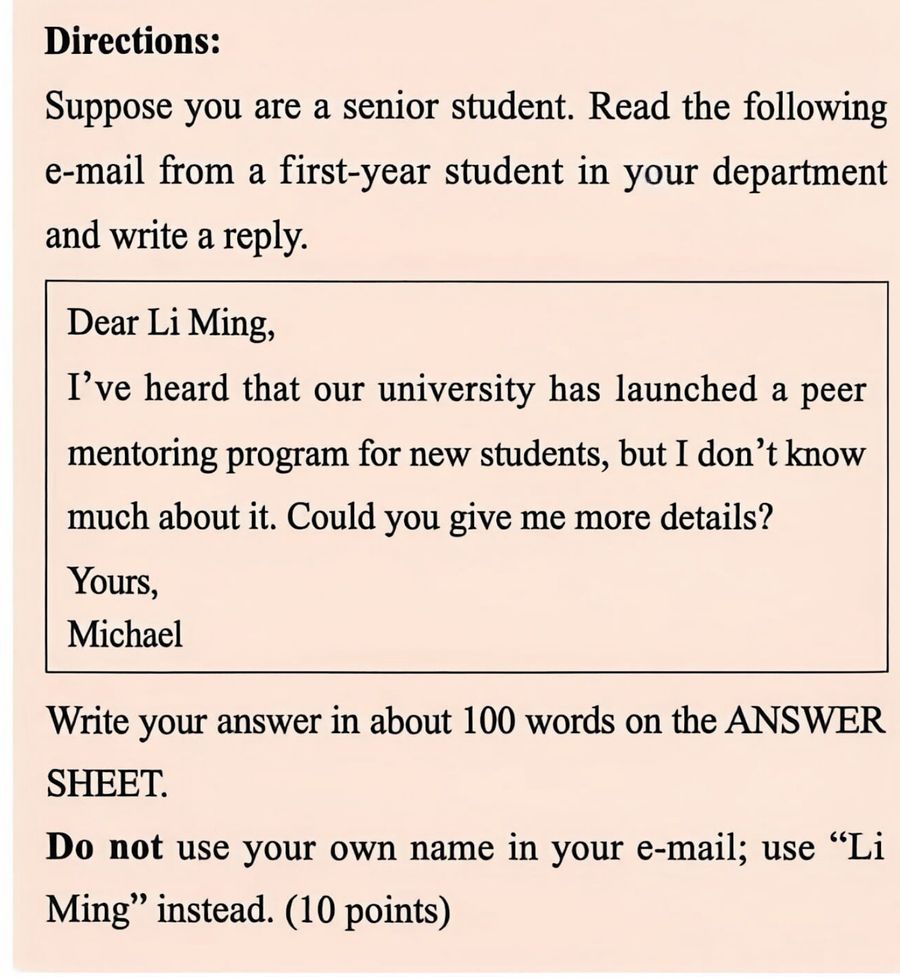 Directions:
Suppose you are a senior student. Read the following
e-mail from a first-year student in your department
and write a reply.
Dear Li Ming,
I’ve heard that our university has launched a peer
mentoring program for new students, but I don’t know
much about it. Could you give me more details?
Yours,
Michael
Write your answer in about 100 words on the ANSWER
SHEET.
Do not use your own name in your e-mail; use “Li
Ming” instead. (10 points)